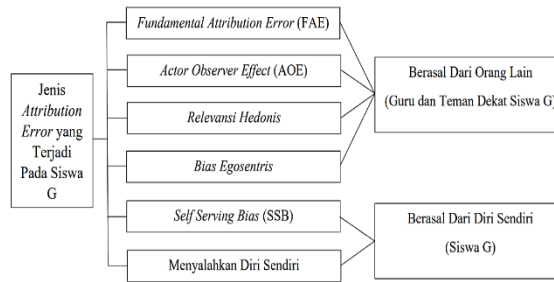 Jenis
Attribution
Error yang
Terjadi
Pada Siswa
G
Fundamental Attribution Error (FAE)
Actor Observer Effect (AOE)
Relevansi Hedonis
Bias Egosentris
Self Serving Bias (SSB)
Menyalahkan Diri Sendiri
Berasal Dari Orang Lain
(Guru dan Teman Dekat Siswa G)
Berasal Dari Diri Sendiri
(Siswa G)